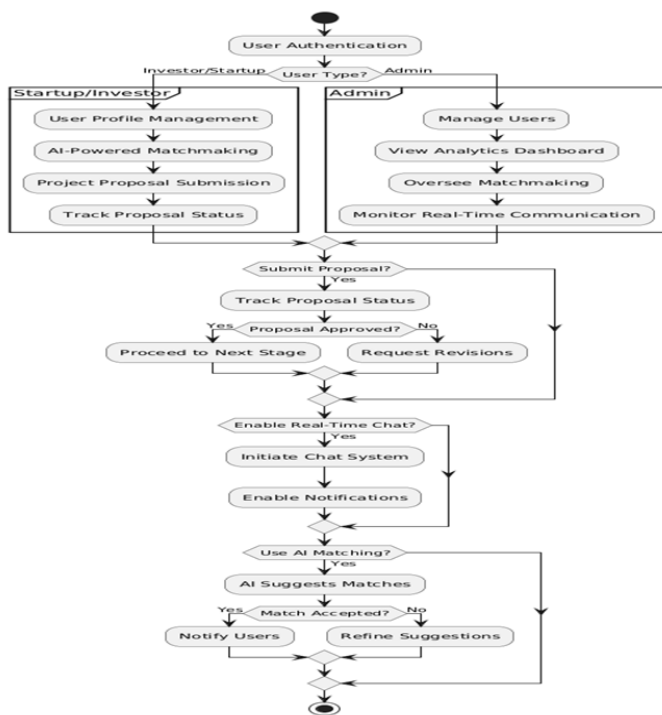 User Authentication
Investor/Startup
User Type?
Admin
Startup/Investor
Admin
User Profile Management
Manage Users
AI-Powered Matchmaking
View Analytics Dashboard
Project Proposal Submission
Oversee Matchmaking
Track Proposal Status
Monitor Real-Time Communication
Submit Proposal?
Yes
Track Proposal Status
Yes
Proposal Approved?
No
Proceed to Next Stage
Request Revisions
Enable Real-Time Chat?
Yes
Initiate Chat System
Enable Notifications
Use AI Matching?
Yes
AI Suggests Matches
Yes
Match Accepted?
No
Notify Users
Refine Suggestions